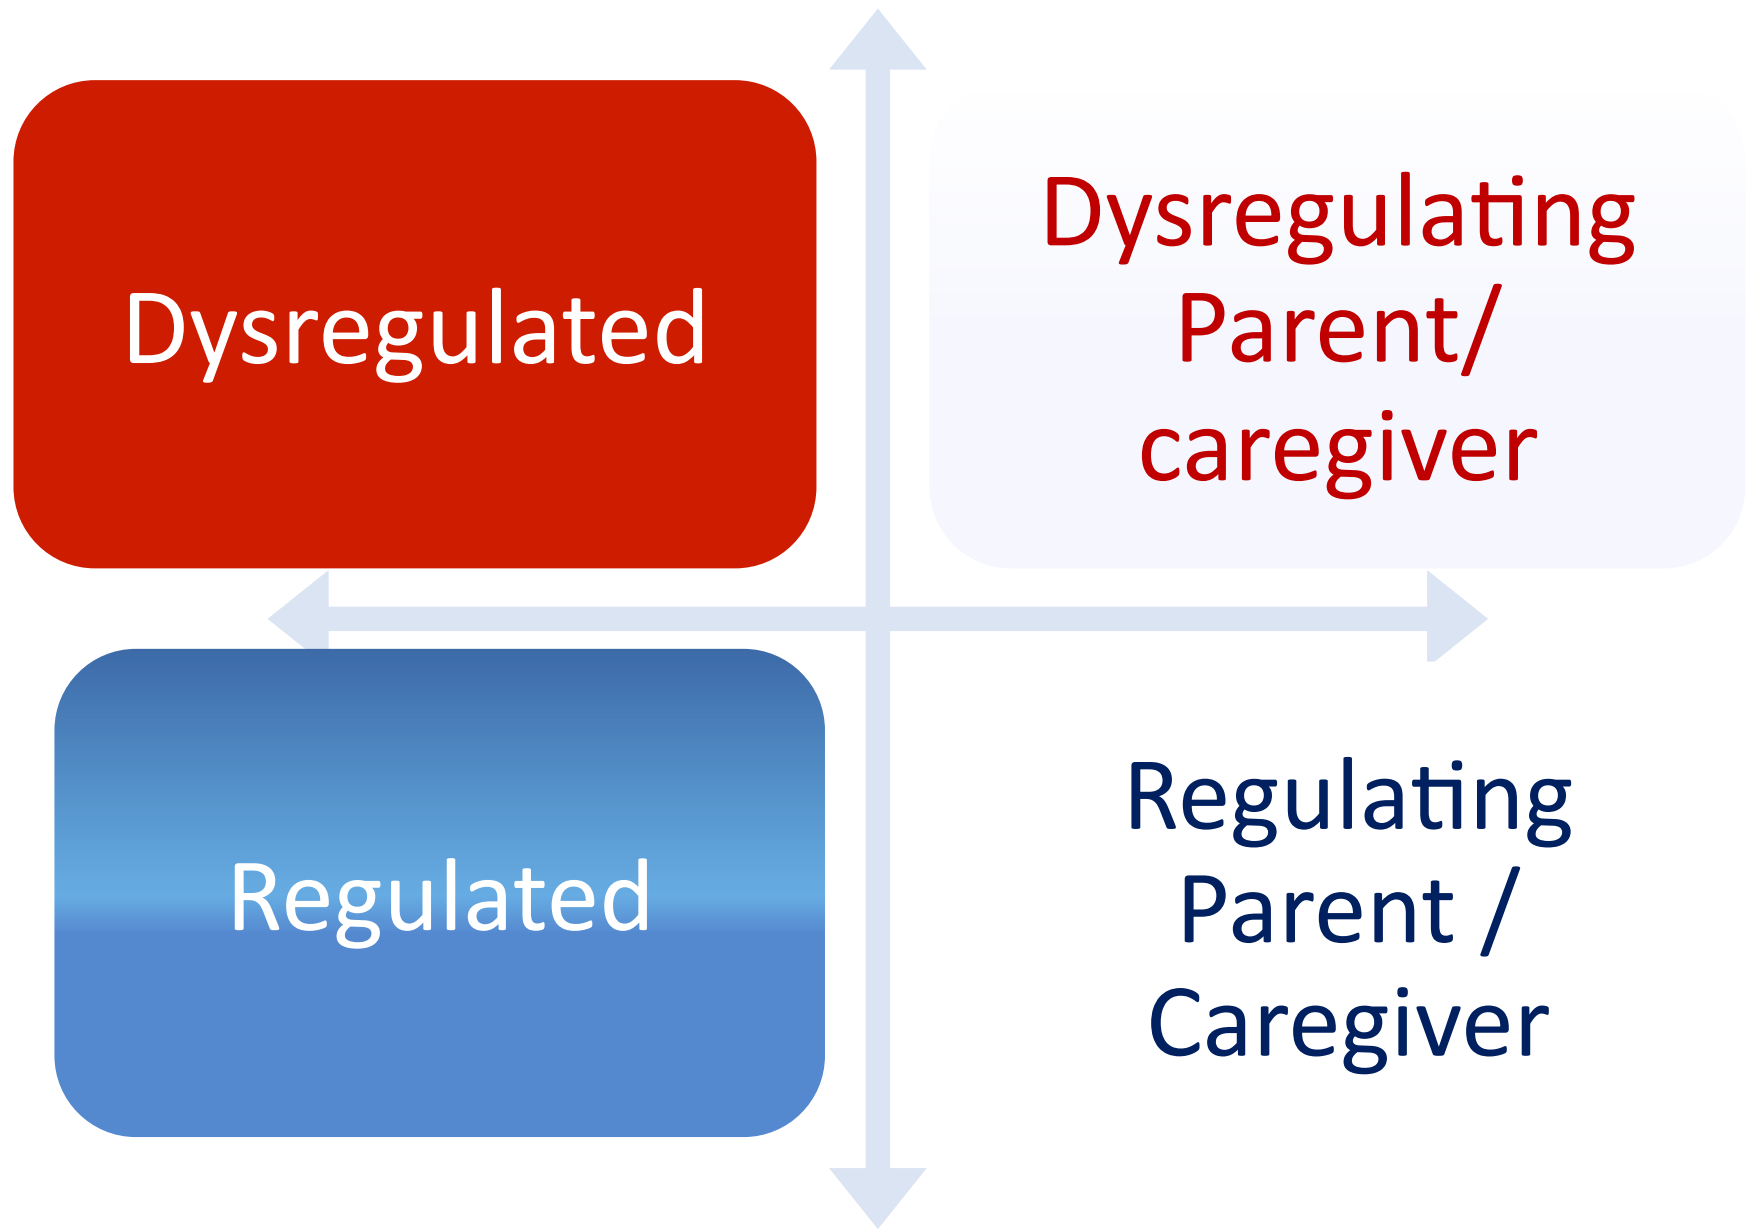 Dysregulated
Dysregulating
Parent/
caregiver
Regulated
Regulating
Parent /
Caregiver